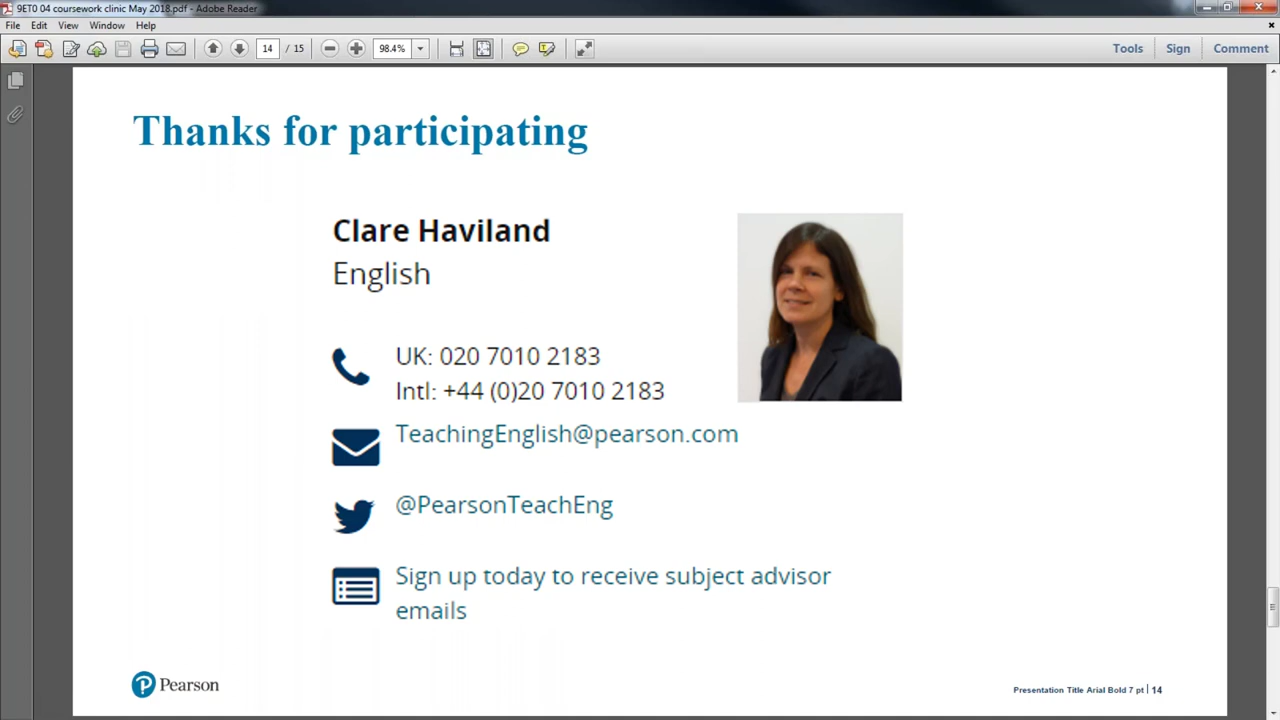 9ET0 04 coursework clinic May 2018.pdf - Adobe Reader
File Edit View Window Help
14 / 15 98.4% Tools Sign Comment
Thanks for participating
Clare Haviland
English
UK: 020 7010 2183
Intl: +44 (0)20 7010 2183
TeachingEnglish@pearson.com
@PearsonTeachEng
Sign up today to receive subject advisor
emails
Pearson
Presentation Title Arial Bold 7 pt | 14